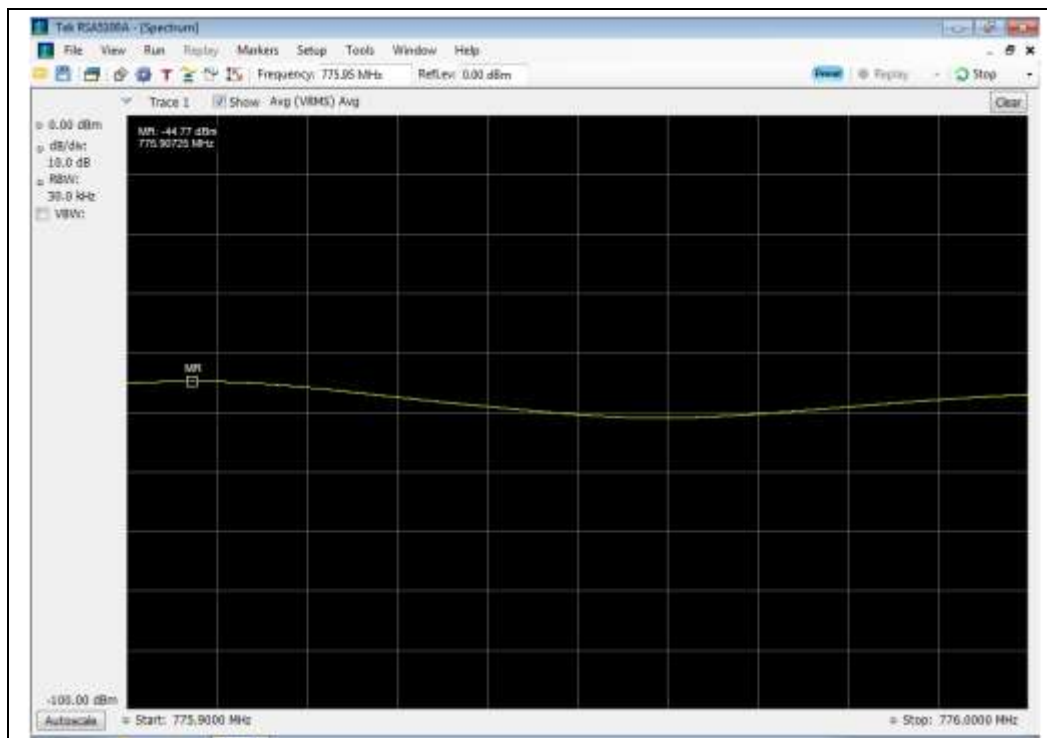 Tek RSA5100A - [Spectrum]
File View Run Replay Markers Setup Tools Window Help
Frequency: 775.95 MHz RefLev: 0.00 dBm Preset Replay Stop
Trace 1 Show Avg (VRMS) Avg Clear
0.00 dBm
dB/div:
10.0 dB
RBW:
30.0 kHz
VBW:
MR: -44.77 dBm
775.90725 MHz
MR
-100.00 dBm
Autoscale Start: 775.9000 MHz Stop: 776.0000 MHz